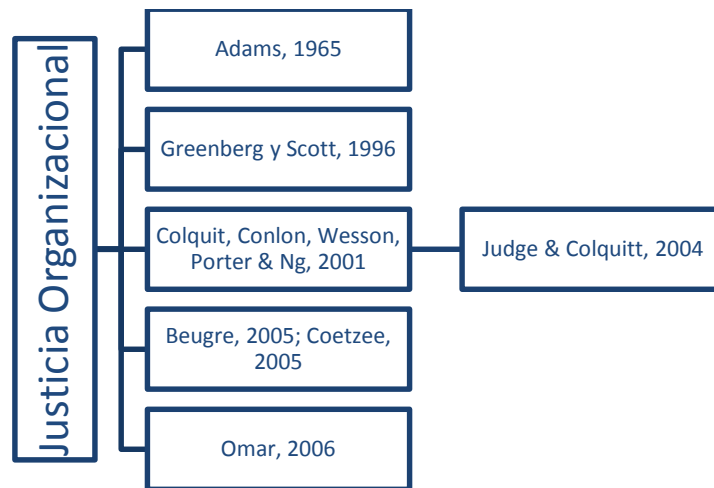 Justicia Organizacional
Adams, 1965
Greenberg y Scott, 1996
Colquit, Conlon, Wesson,
Porter & Ng, 2001
Judge & Colquitt, 2004
Beugre, 2005; Coetzee,
2005
Omar, 2006